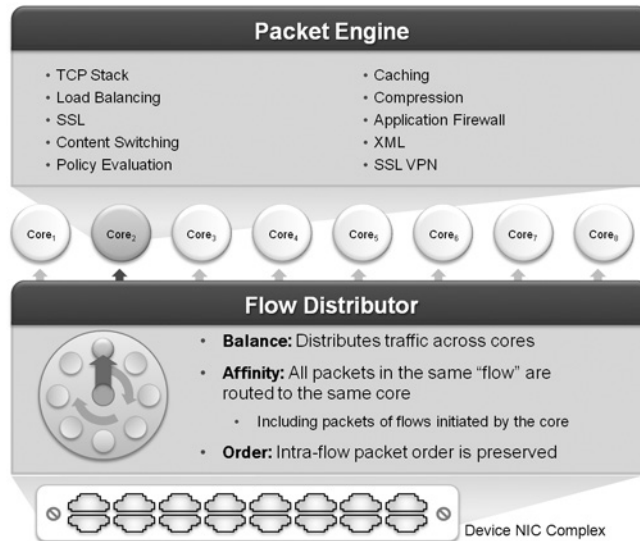 Packet Engine
• TCP Stack
• Load Balancing
• SSL
• Content Switching
• Policy Evaluation
• Caching
• Compression
• Application Firewall
• XML
• SSL VPN
Core₁ Core₂ Core₃ Core₄ Core₅ Core₆ Core₇ Core₈
Flow Distributor
• Balance: Distributes traffic across cores
• Affinity: All packets in the same “flow” are
routed to the same core
• Including packets of flows initiated by the core
• Order: Intra-flow packet order is preserved
Device NIC Complex